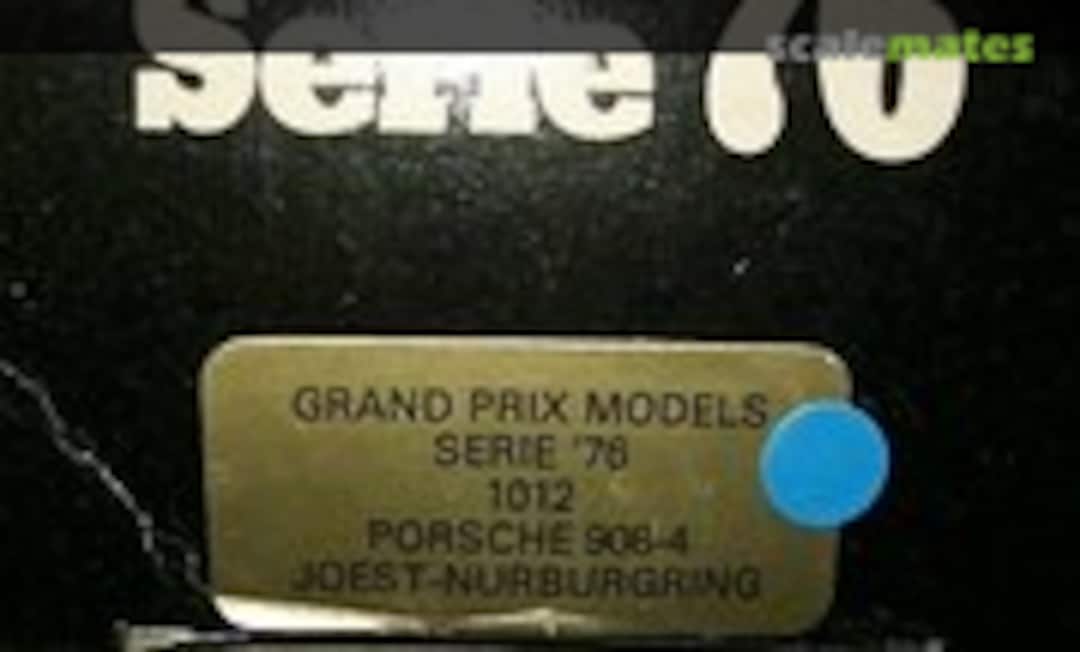 Serie 76
scalemates
GRAND PRIX MODELS
SERIE '76
1012
PORSCHE 908-4
JOEST-NURBURGRING